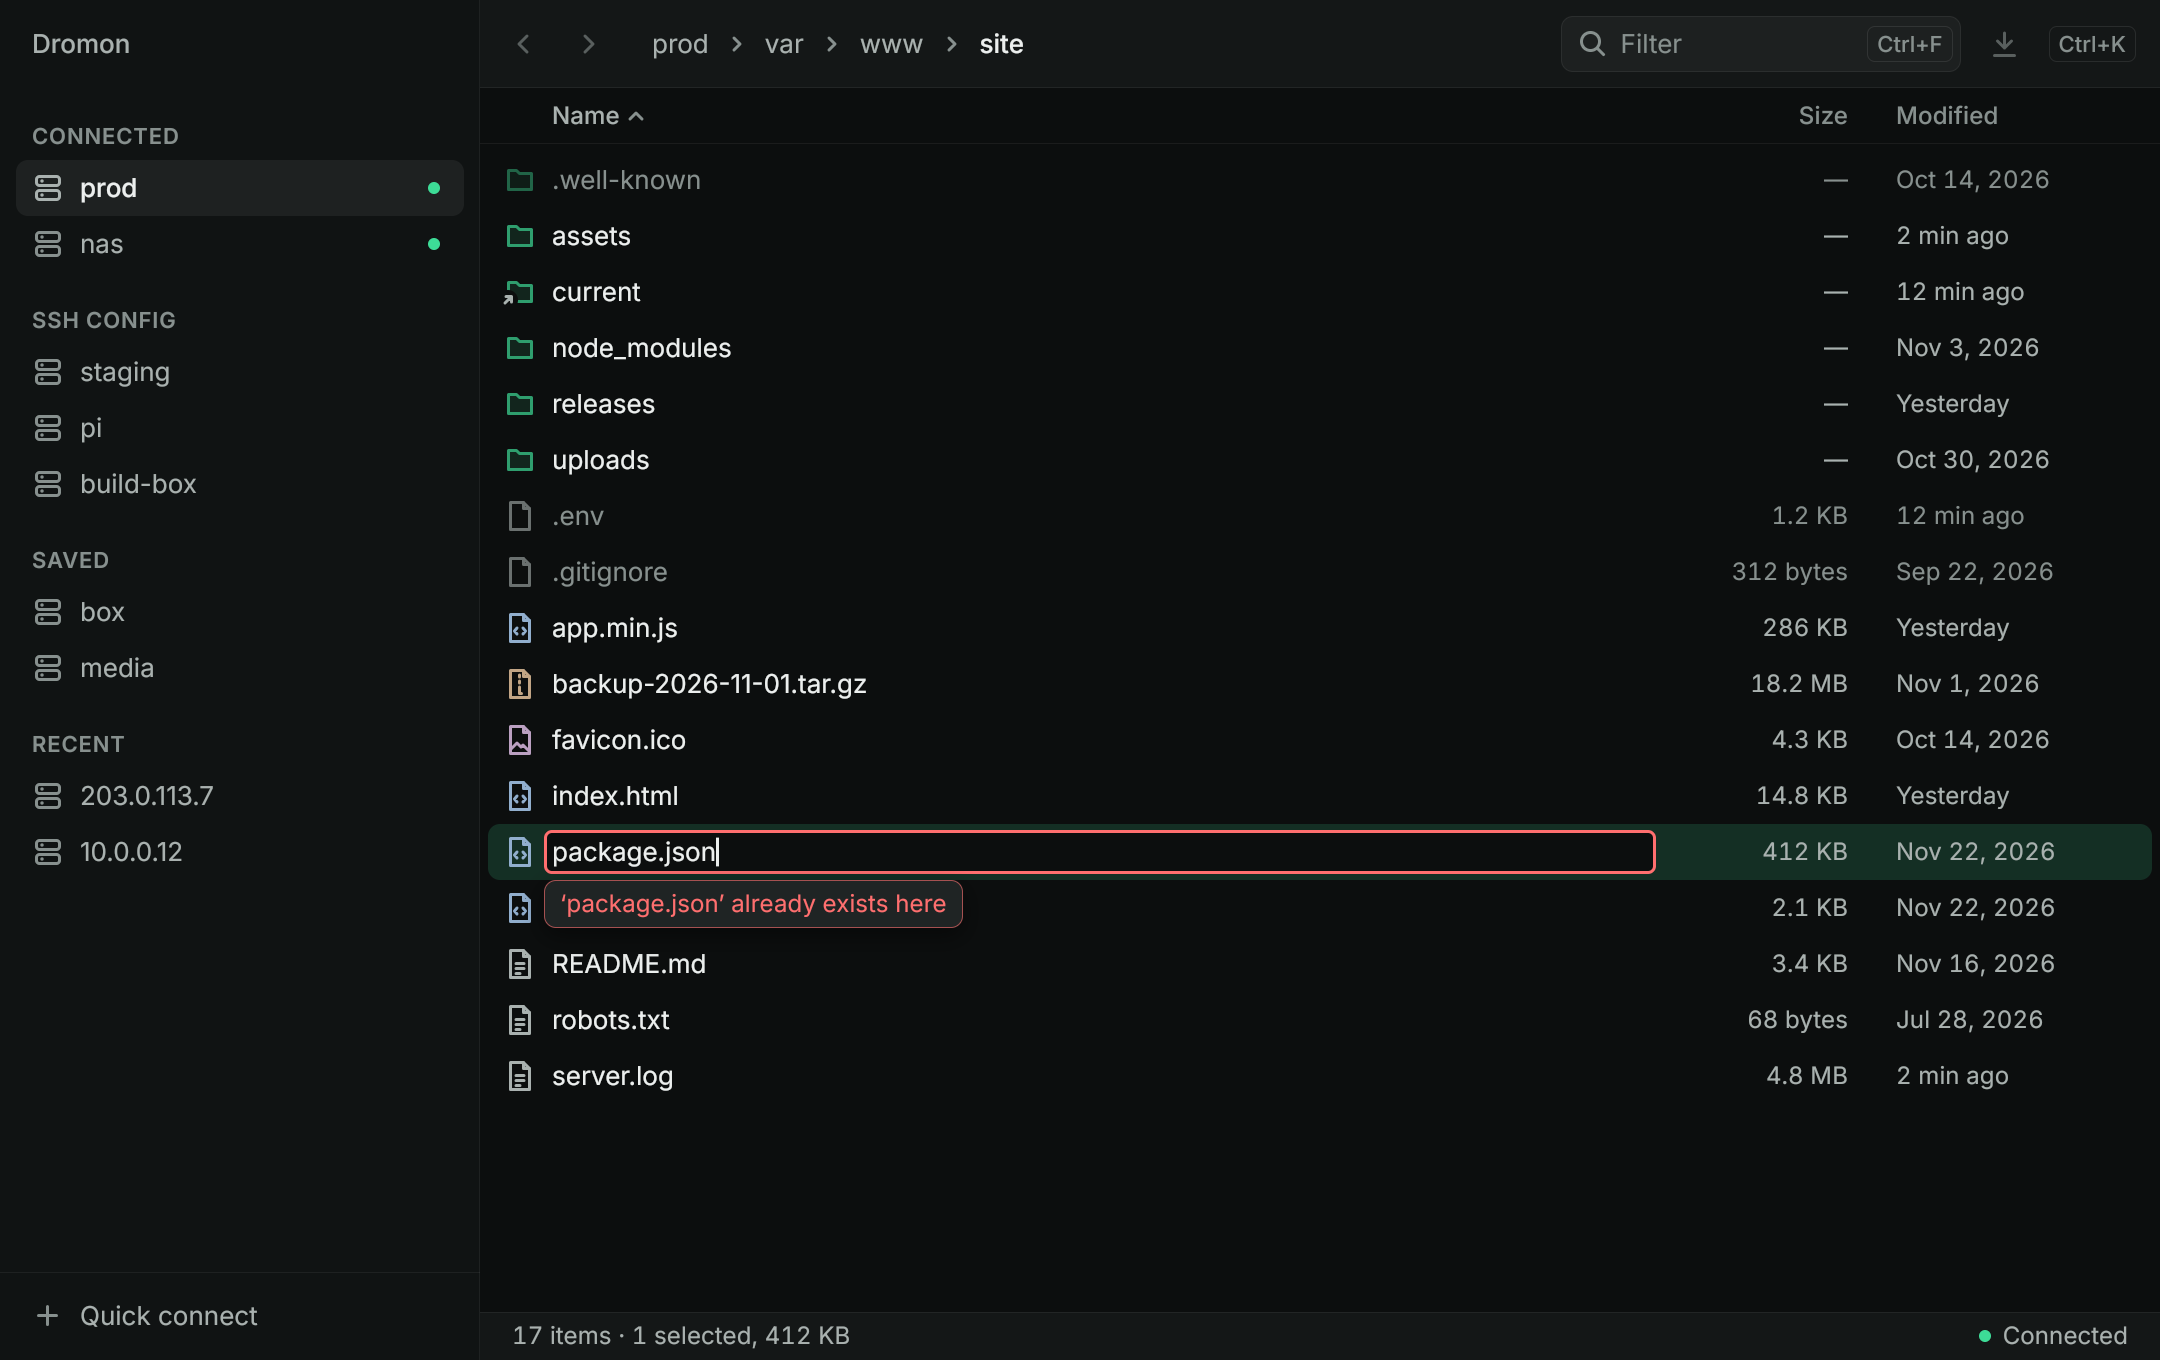 Dromon
prod > var > www > site
Filter Ctrl+F
Ctrl+K
CONNECTED
prod
nas
SSH CONFIG
staging
pi
build-box
SAVED
box
media
RECENT
203.0.113.7
10.0.0.12
Quick connect
Name Size Modified
.well-known — Oct 14, 2026
assets — 2 min ago
current — 12 min ago
node_modules — Nov 3, 2026
releases — Yesterday
uploads — Oct 30, 2026
.env 1.2 KB 12 min ago
.gitignore 312 bytes Sep 22, 2026
app.min.js 286 KB Yesterday
backup-2026-11-01.tar.gz 18.2 MB Nov 1, 2026
favicon.ico 4.3 KB Oct 14, 2026
index.html 14.8 KB Yesterday
package.json 412 KB Nov 22, 2026
‘package.json’ already exists here 2.1 KB Nov 22, 2026
README.md 3.4 KB Nov 16, 2026
robots.txt 68 bytes Jul 28, 2026
server.log 4.8 MB 2 min ago
17 items · 1 selected, 412 KB
Connected